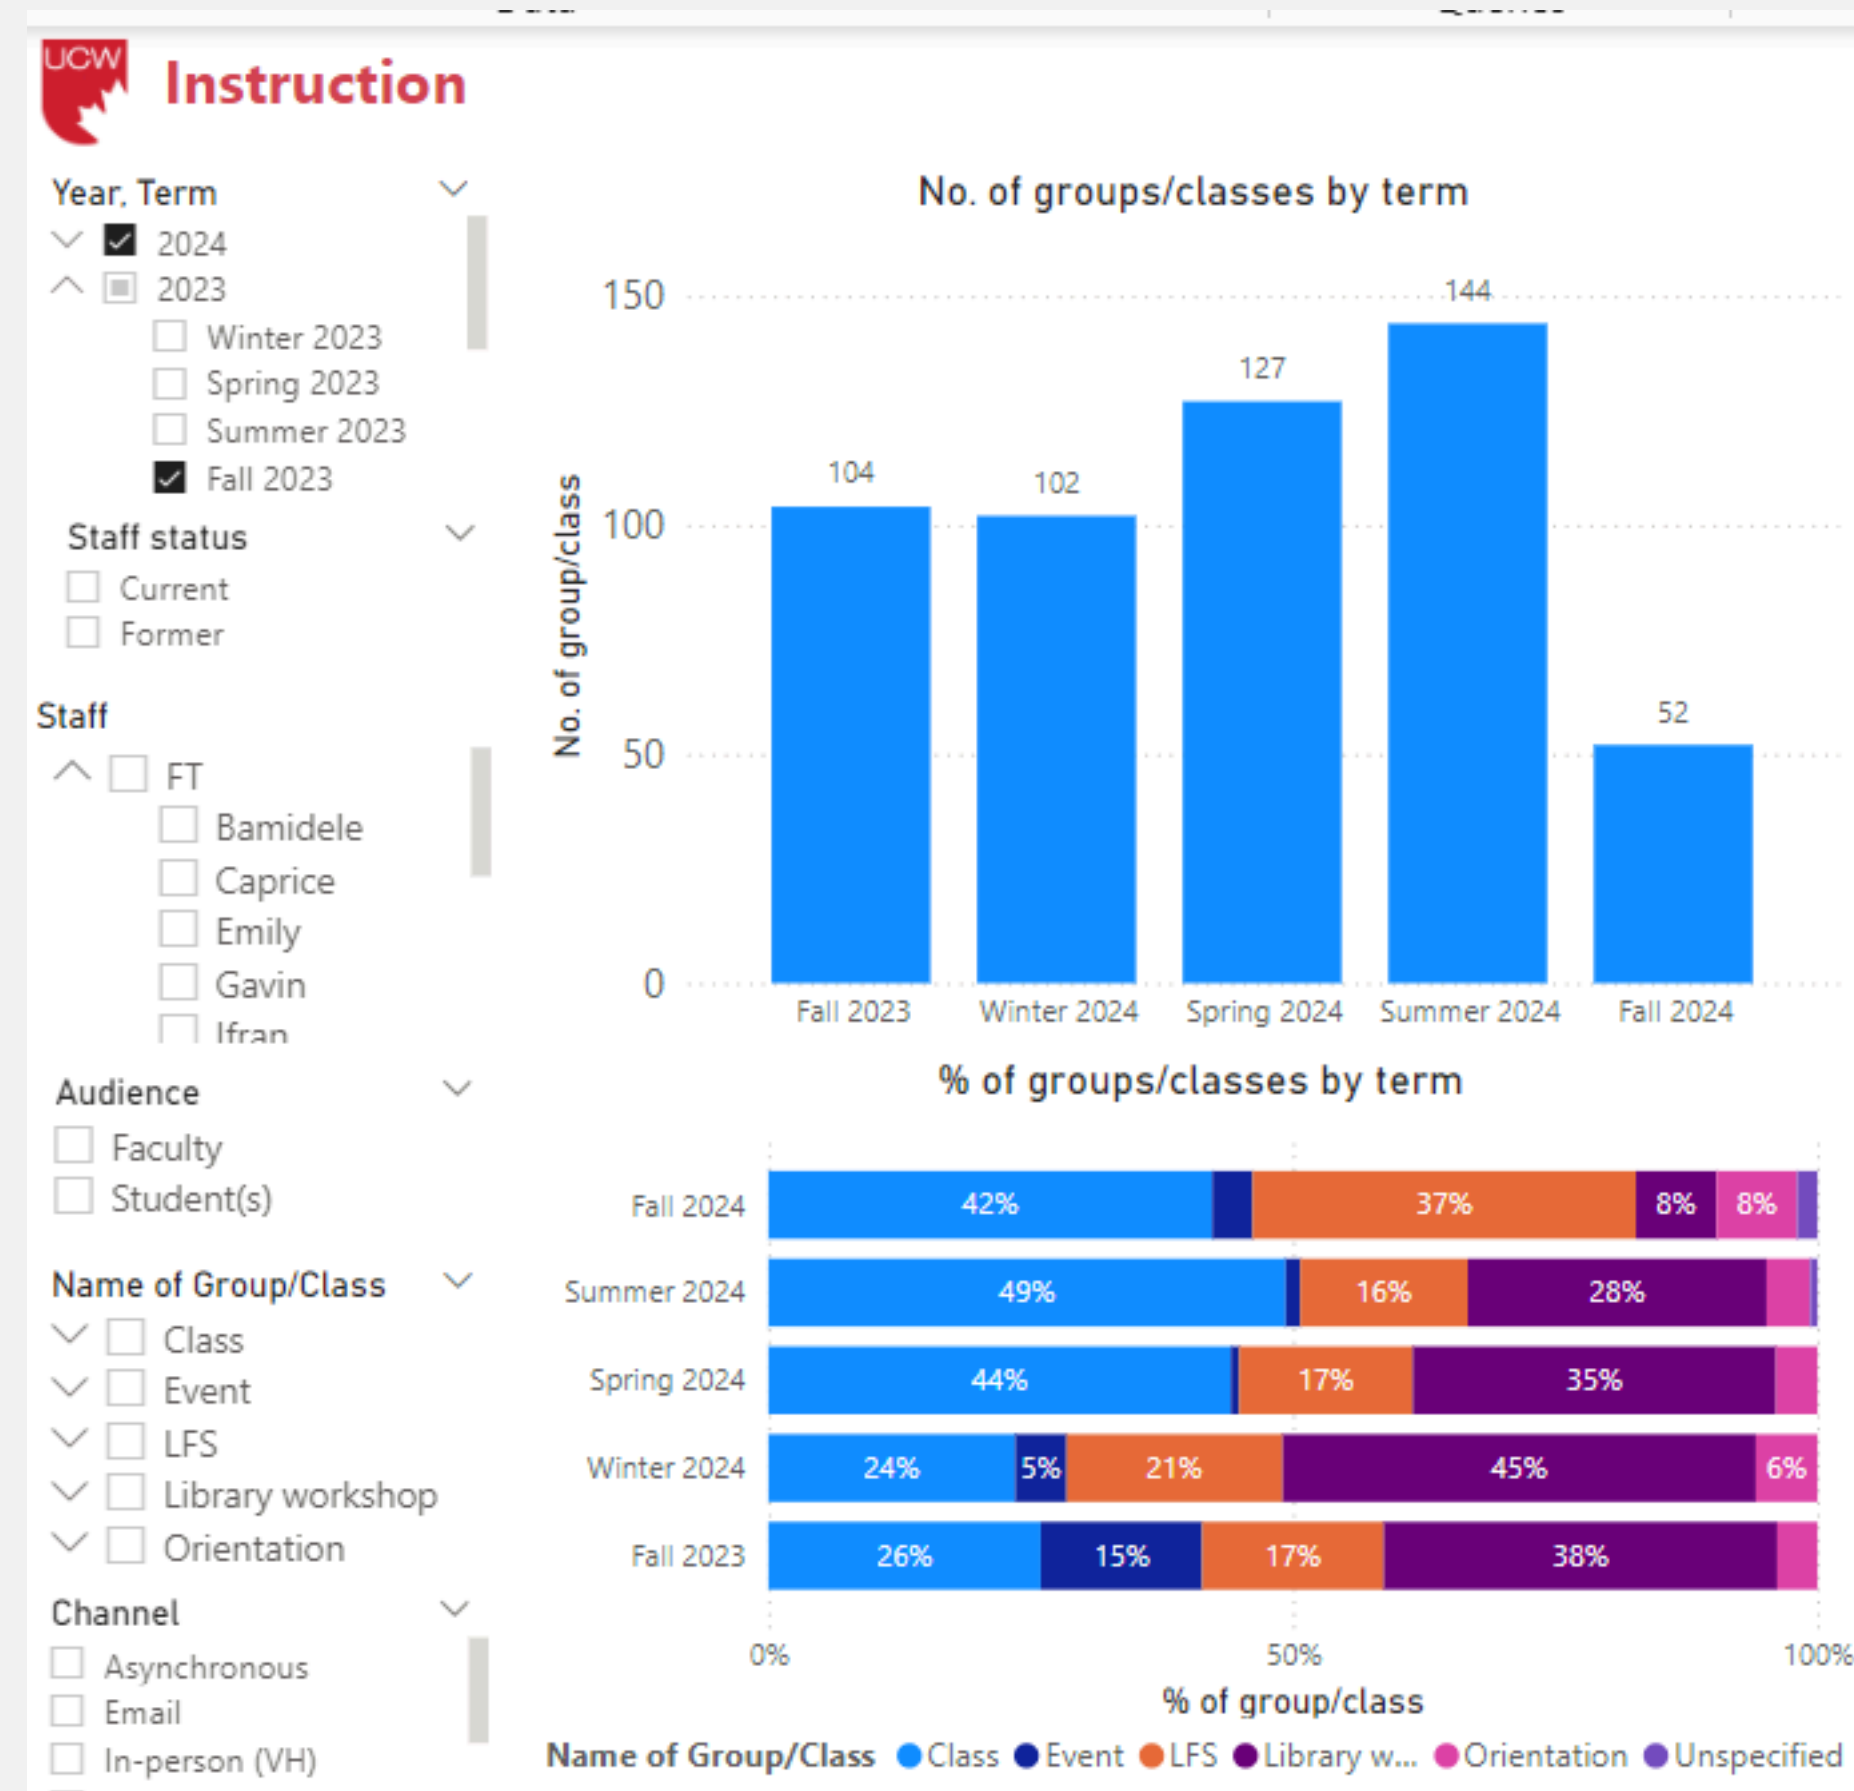 UCW
Instruction
Year, Term
2024
2023
Winter 2023
Spring 2023
Summer 2023
Fall 2023
Staff status
Current
Former
Staff
FT
Bamidele
Caprice
Emily
Gavin
Ifran
Audience
Faculty
Student(s)
Name of Group/Class
Class
Event
LFS
Library workshop
Orientation
Channel
Asynchronous
Email
In-person (VH)
No. of groups/classes by term
No. of group/class
150
100
50
0
104
102
127
144
52
Fall 2023 Winter 2024 Spring 2024 Summer 2024 Fall 2024
% of groups/classes by term
Fall 2024 42% 37% 8% 8%
Summer 2024 49% 16% 28%
Spring 2024 44% 17% 35%
Winter 2024 24% 5% 21% 45% 6%
Fall 2023 26% 15% 17% 38%
0% 50% 100%
% of group/class
Name of Group/Class Class Event LFS Library w... Orientation Unspecified